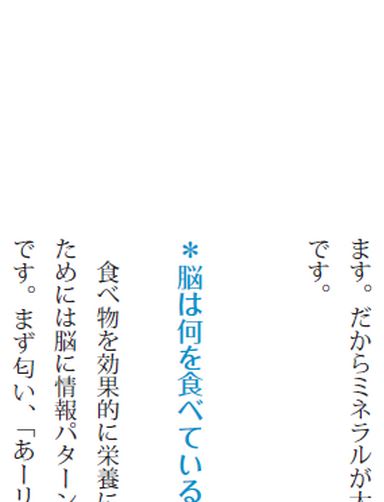 ます。だからミネラルが大
です。
＊脳は何を食べている
食べ物を効果的に栄養に
ためには脳に情報パターン
です。まず匂い、「あーリ